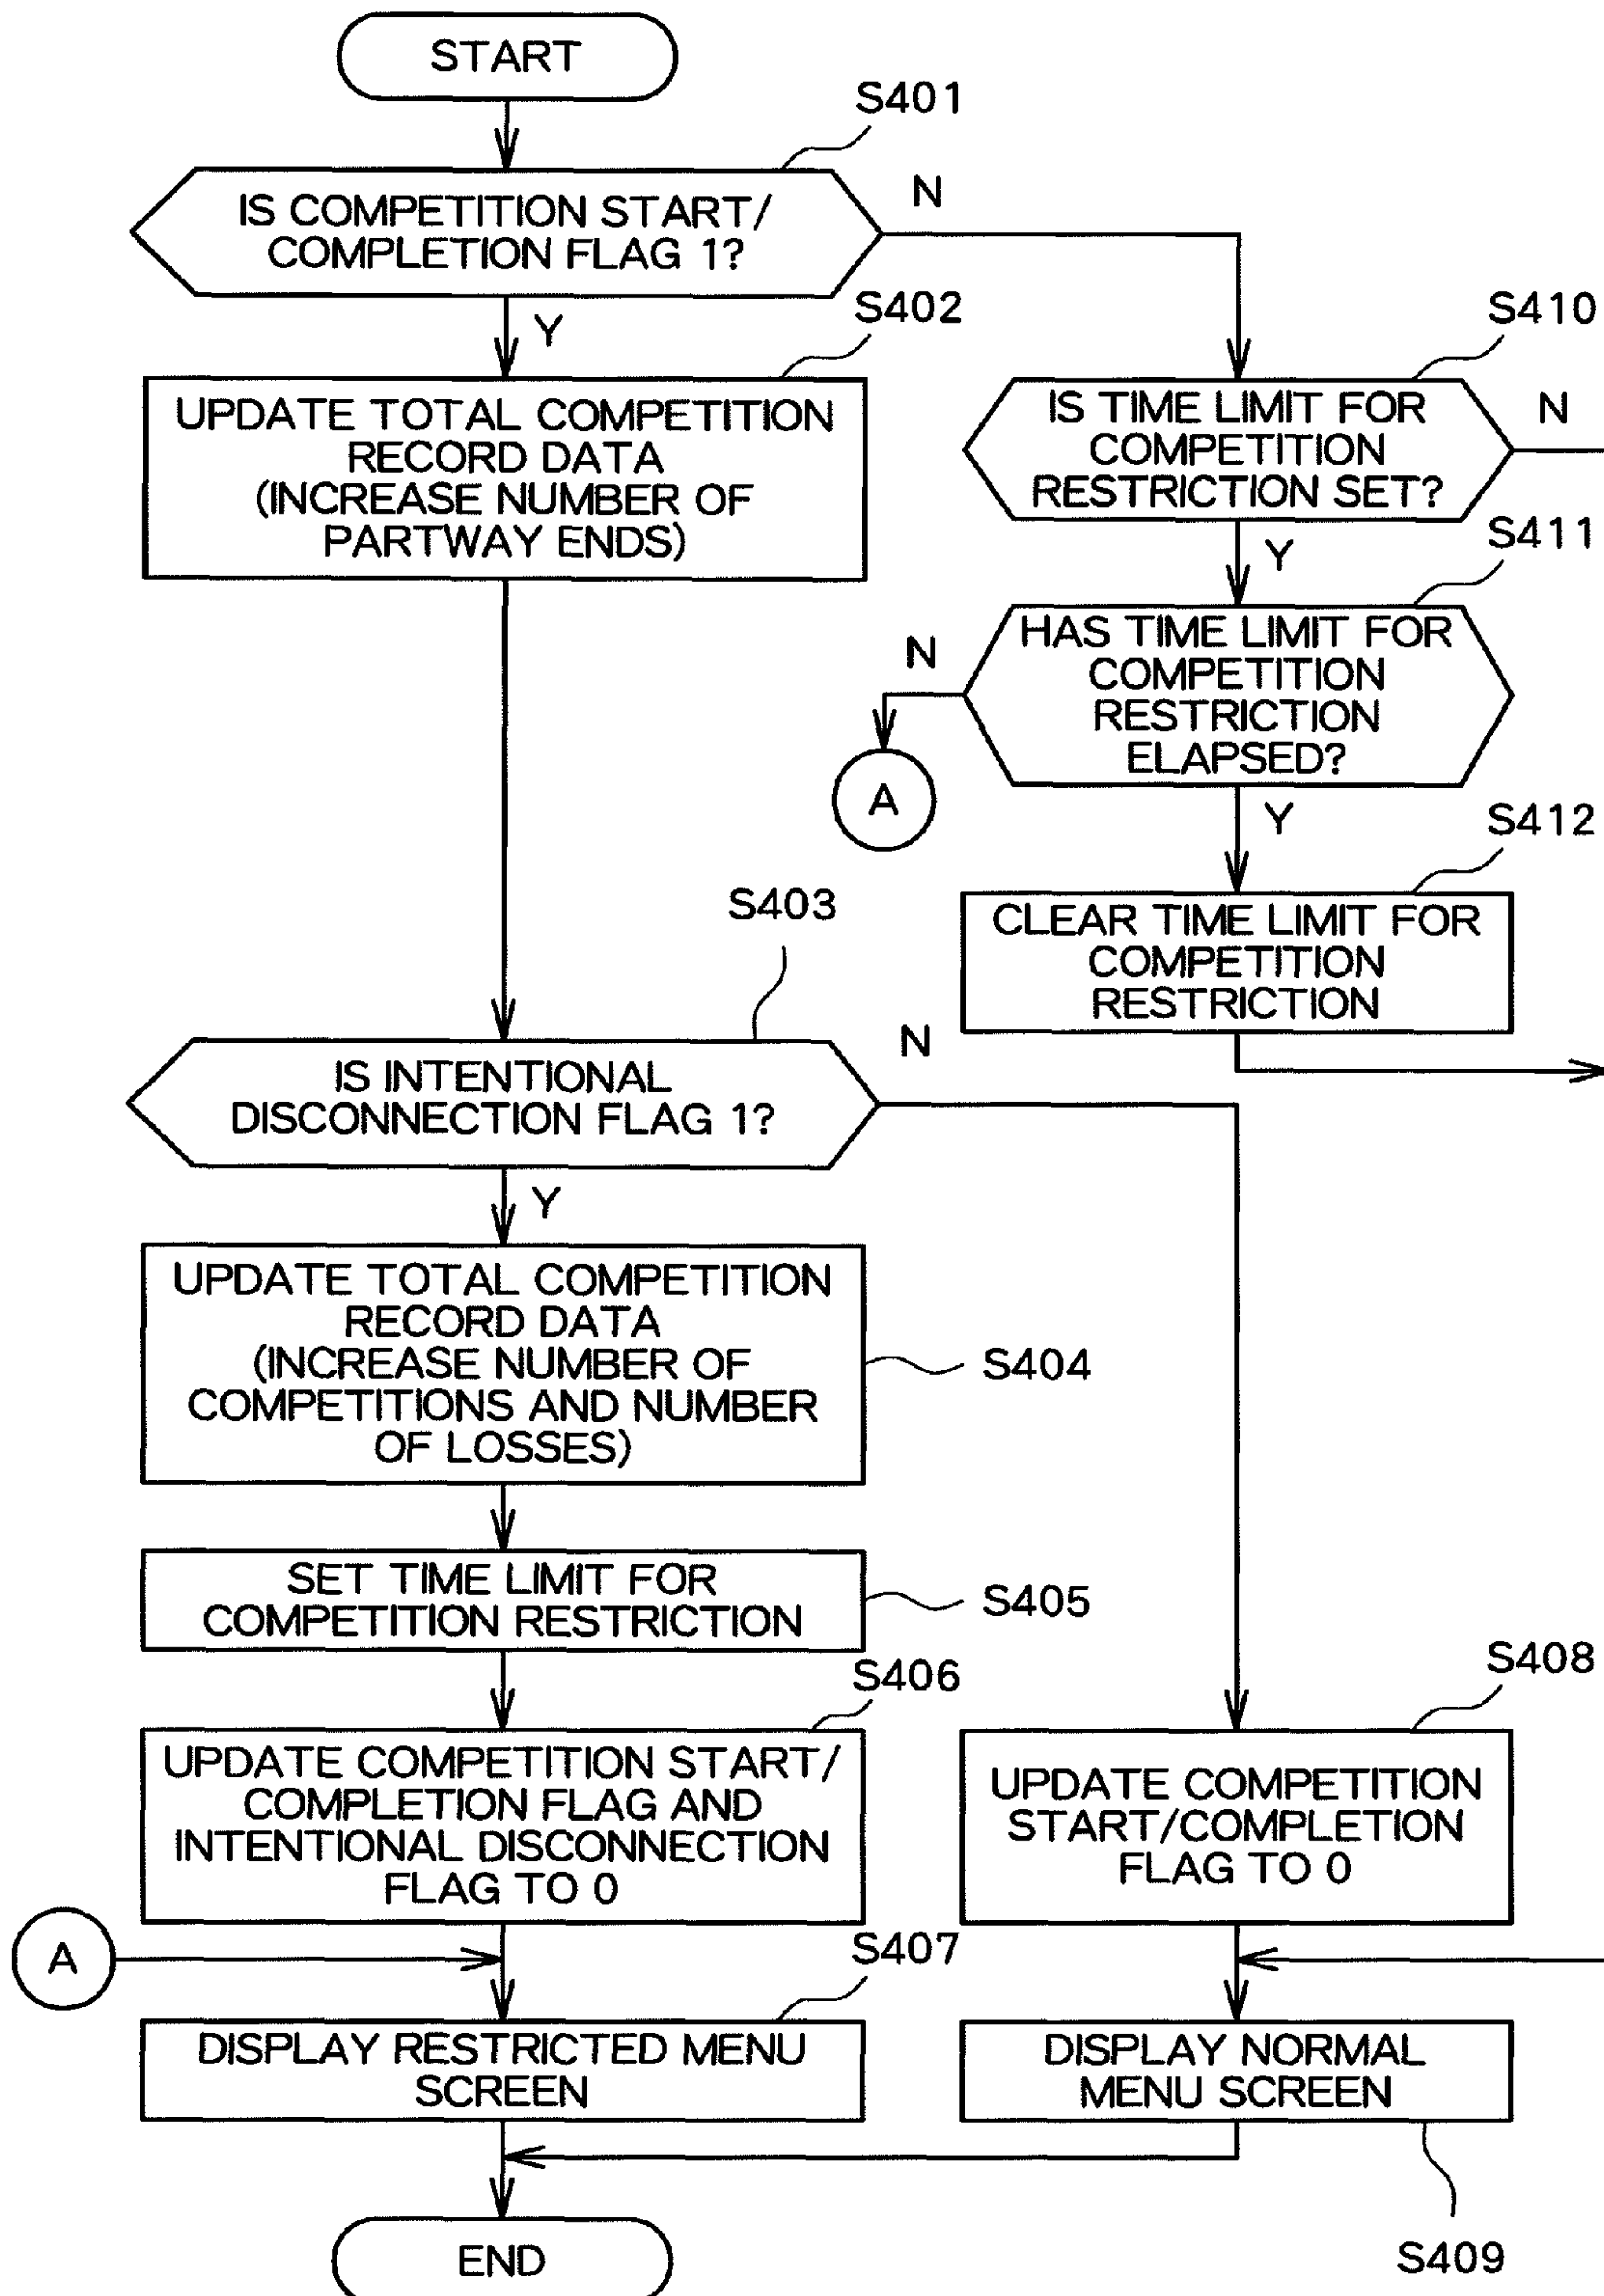 START
S401
IS COMPETITION START/
COMPLETION FLAG 1?
N
Y
S402
UPDATE TOTAL COMPETITION
RECORD DATA
(INCREASE NUMBER OF
PARTWAY ENDS)
S410
IS TIME LIMIT FOR
COMPETITION
RESTRICTION SET?
N
Y
S411
HAS TIME LIMIT FOR
COMPETITION
RESTRICTION
ELAPSED?
N
A
Y
S412
CLEAR TIME LIMIT FOR
COMPETITION
RESTRICTION
S403
IS INTENTIONAL
DISCONNECTION FLAG 1?
N
Y
UPDATE TOTAL COMPETITION
RECORD DATA
(INCREASE NUMBER OF
COMPETITIONS AND NUMBER
OF LOSSES)
S404
SET TIME LIMIT FOR
COMPETITION RESTRICTION
S405
S406
UPDATE COMPETITION START/
COMPLETION FLAG AND
INTENTIONAL DISCONNECTION
FLAG TO 0
S408
UPDATE COMPETITION
START/COMPLETION
FLAG TO 0
A
S407
DISPLAY RESTRICTED MENU
SCREEN
DISPLAY NORMAL
MENU SCREEN
S409
END